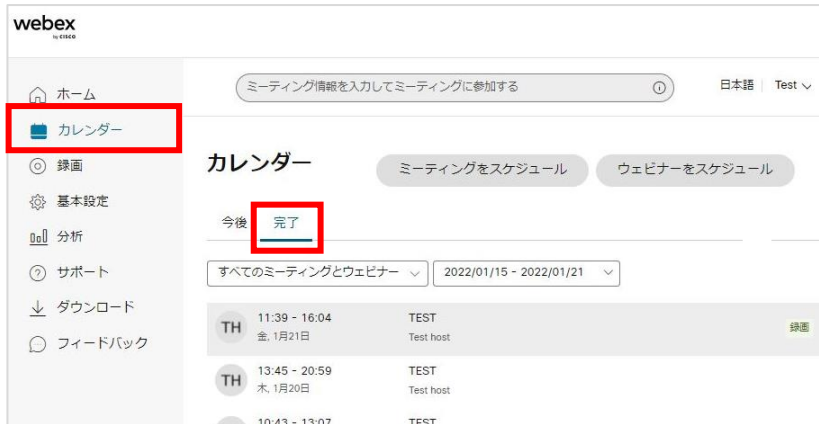 webex
by CISCO
ミーティング情報を入力してミーティングに参加する
日本語
Test
ホーム
カレンダー
録画
基本設定
分析
サポート
ダウンロード
フィードバック
カレンダー
ミーティングをスケジュール
ウェビナーをスケジュール
今後
完了
すべてのミーティングとウェビナー
2022/01/15 - 2022/01/21
TH
11:39 - 16:04
金, 1月21日
TEST
Test host
録画
TH
13:45 - 20:59
木, 1月20日
TEST
Test host
10:43 - 13:07
TEST